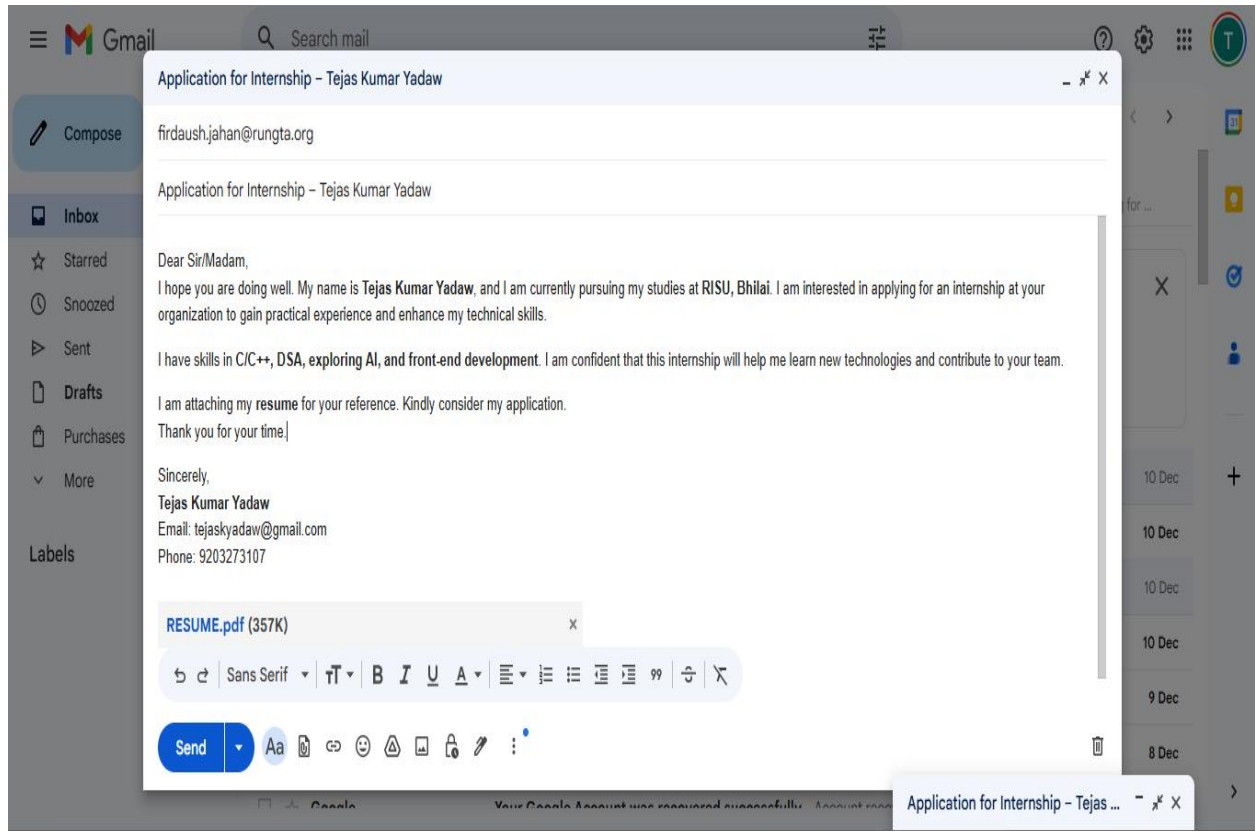 Gmail
Search mail
T
Application for Internship – Tejas Kumar Yadaw
Compose
firdaush.jahan@rungta.org
31
Application for Internship – Tejas Kumar Yadaw
Inbox
for ...
Starred
Dear Sir/Madam,
I hope you are doing well. My name is Tejas Kumar Yadaw, and I am currently pursuing my studies at RISU, Bhilai. I am interested in applying for an internship at your
organization to gain practical experience and enhance my technical skills.
Snoozed
Sent
I have skills in C/C++, DSA, exploring AI, and front-end development. I am confident that this internship will help me learn new technologies and contribute to your team.
Drafts
I am attaching my resume for your reference. Kindly consider my application.
Thank you for your time.
Purchases
More
Sincerely,
10 Dec
Tejas Kumar Yadaw
Email: tejaskyadaw@gmail.com
10 Dec
Phone: 9203273107
Labels
10 Dec
RESUME.pdf (357K)
10 Dec
Sans Serif
9 Dec
Send
Aa
8 Dec
Google
Your Google Account was recovered successfully
Application for Internship – Tejas ...